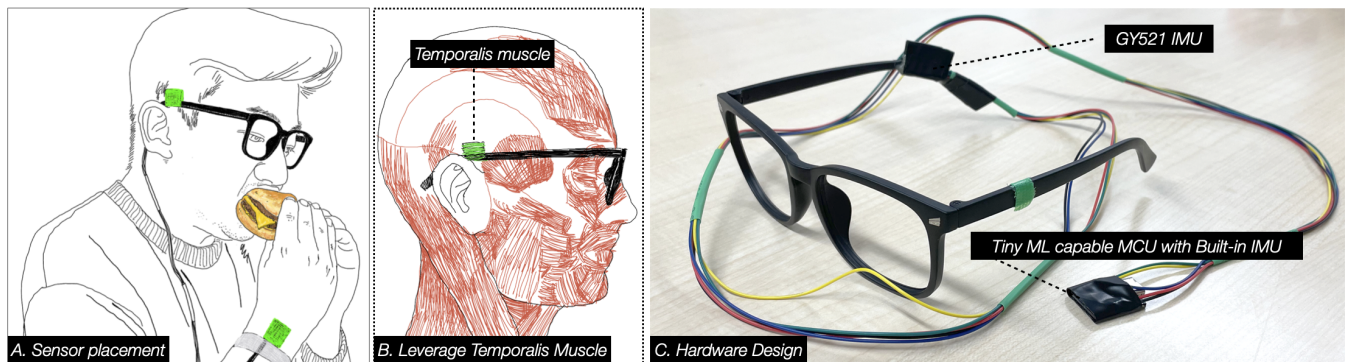 Temporalis muscle
GY521 IMU
Tiny ML capable MCU with Built-in IMU
A. Sensor placement
B. Leverage Temporalis Muscle
C. Hardware Design